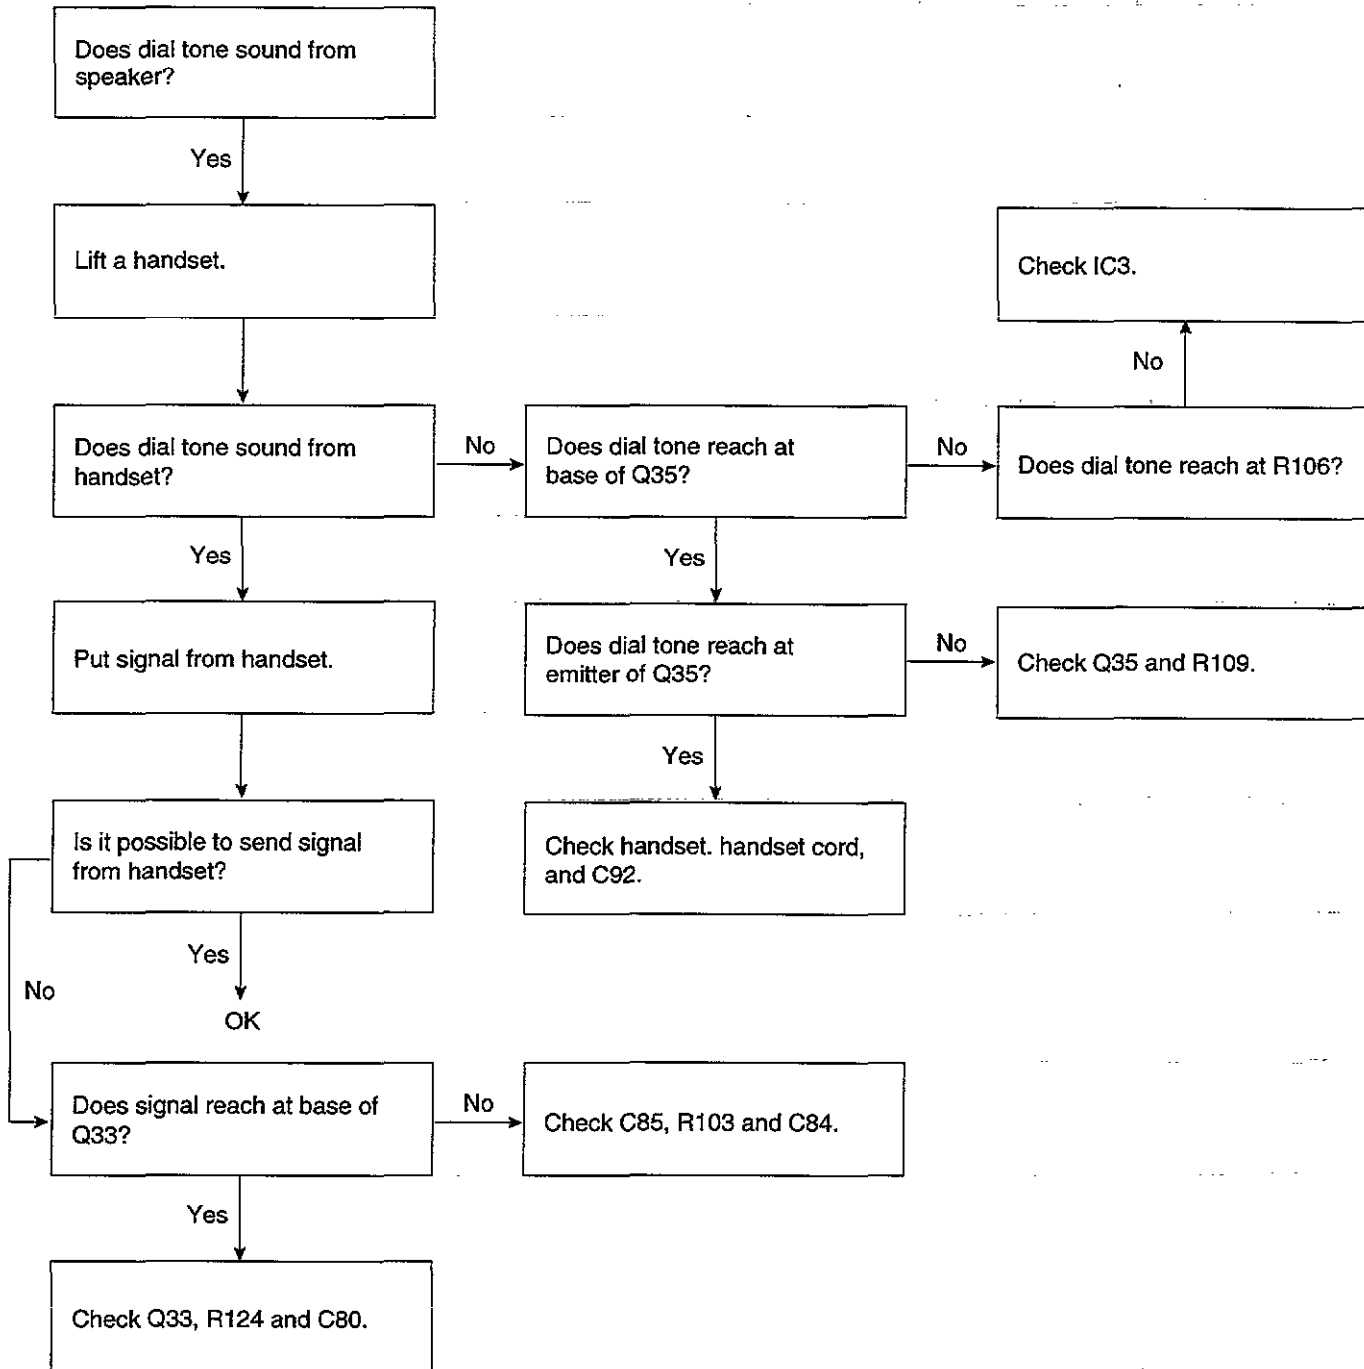 Does dial tone sound from
speaker?
Yes
Lift a handset.
Check IC3.
No
Does dial tone sound from
handset?
No
Does dial tone reach at
base of Q35?
No
Does dial tone reach at R106?
Yes
Yes
Put signal from handset.
Does dial tone reach at
emitter of Q35?
No
Check Q35 and R109.
Yes
Is it possible to send signal
from handset?
Check handset. handset cord,
and C92.
Yes
No
OK
Does signal reach at base of
Q33?
No
Check C85, R103 and C84.
Yes
Check Q33, R124 and C80.